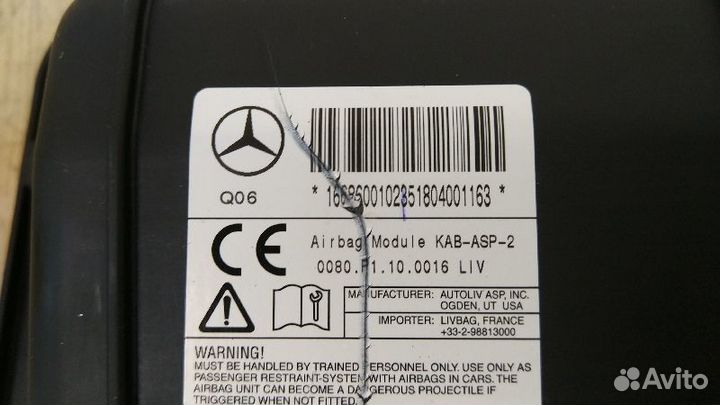 Q06
* 1668600102351804001163 *
Airbag Module KAB-ASP-2
0080.P1.10.0016 LIV
CE
MANUFACTURER: AUTOLIV ASP, INC.
OGDEN, UT USA
IMPORTER: LIVBAG, FRANCE
+33-2-98813000
WARNING!
MUST BE HANDLED BY TRAINED PERSONNEL ONLY. USE ONLY AS
PASSENGER RESTRAINT-SYSTEM WITH AIRBAGS IN CARS. THE
AIRBAG UNIT CAN BECOME A DANGEROUS PROJECTILE IF
TRIGGERED WHEN NOT FITTED.
Avito